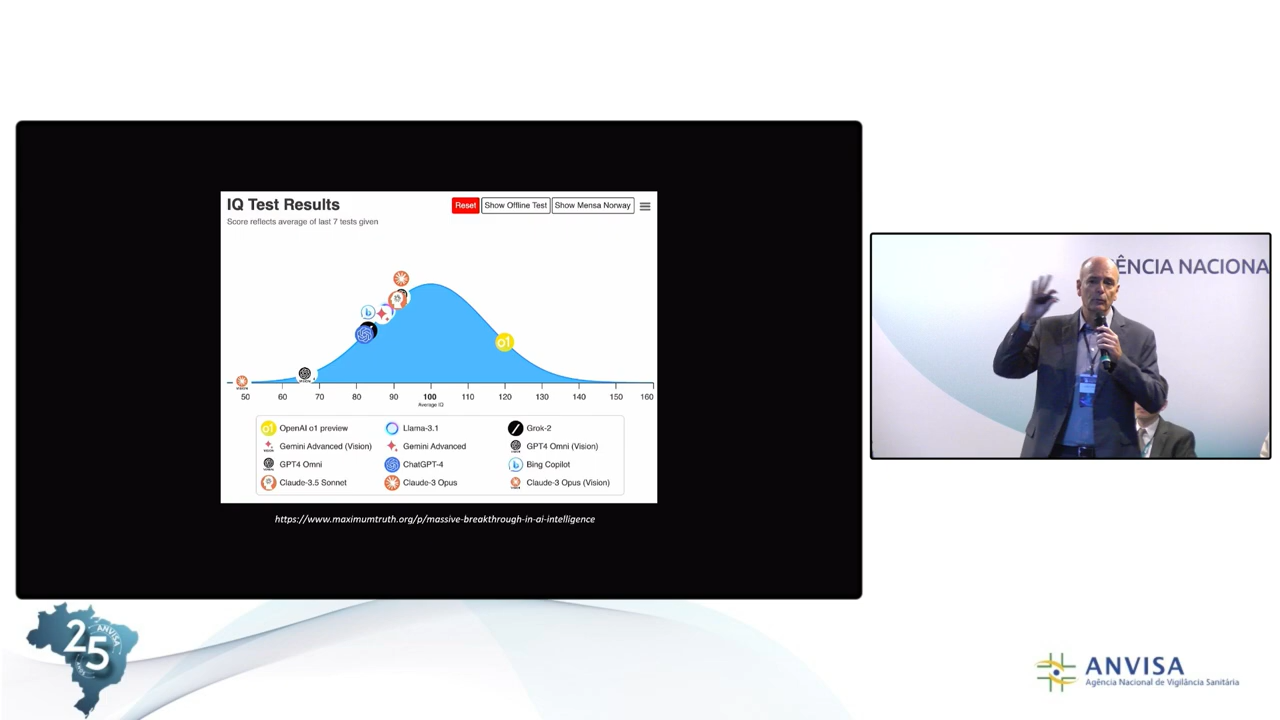 IQ Test Results
Score reflects average of last 7 tests given
Reset
Show Offline Test
Show Mensa Norway
o1
50 60 70 80 90 100 110 120 130 140 150 160
Average IQ
OpenAI o1 preview
Llama-3.1
Grok-2
Gemini Advanced (Vision)
Gemini Advanced
GPT4 Omni (Vision)
GPT4 Omni
ChatGPT-4
Bing Copilot
Claude-3.5 Sonnet
Claude-3 Opus
Claude-3 Opus (Vision)
https://www.maximumtruth.org/p/massive-breakthrough-in-ai-intelligence
ÊNCIA NACIONA
25
ANVISA
ANVISA
Agência Nacional de Vigilância Sanitária